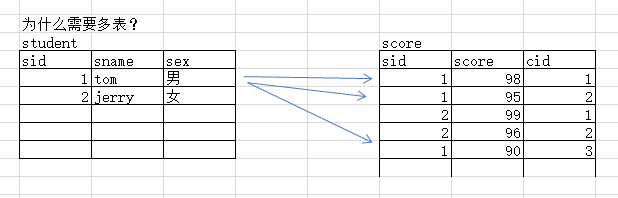 为什么需要多表？
student score
sid sname sex sid score cid
1 tom 男 1 98 1
2 jerry 女 1 95 2
2 99 1
2 96 2
1 90 3